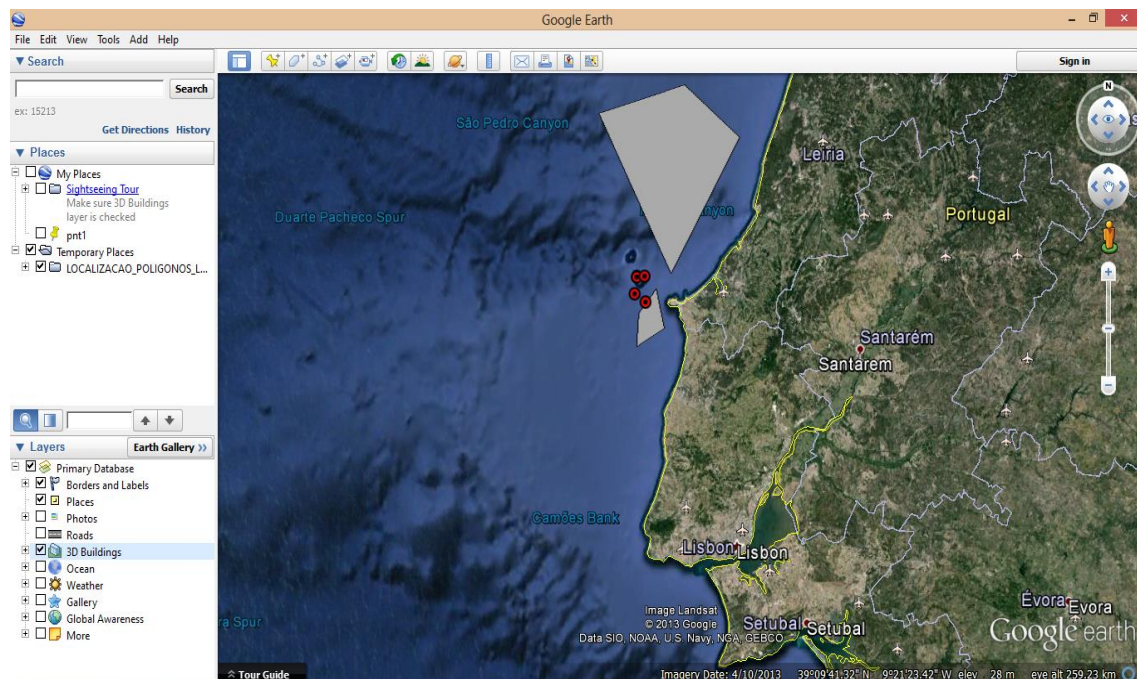 Google Earth
File Edit View Tools Add Help
▼ Search
Search
ex: 15213
Get Directions History
▼ Places
My Places
Sightseeing Tour
Make sure 3D Buildings
layer is checked
pnt1
Temporary Places
LOCALIZACAO_POLIGONOS_L...
▼ Layers
Earth Gallery >>
Primary Database
Borders and Labels
Places
Photos
Roads
3D Buildings
Ocean
Weather
Gallery
Global Awareness
More
Sign in
N
São Pedro Canyon
Leiria
Duarte Pacheco Spur
Portugal
Santarém
Santarem
Camões Bank
Lisbon
Lisbon
Évora
Evora
Setubal
Setubal
Spur
Image Landsat
© 2013 Google
Data SIO, NOAA, U.S. Navy, NGA, GEBCO
Google earth
Tour Guide
Imagery Date: 4/10/2013 39°09'41.32" N 9°21'23.42" W elev 28 m eye alt 259.23 km